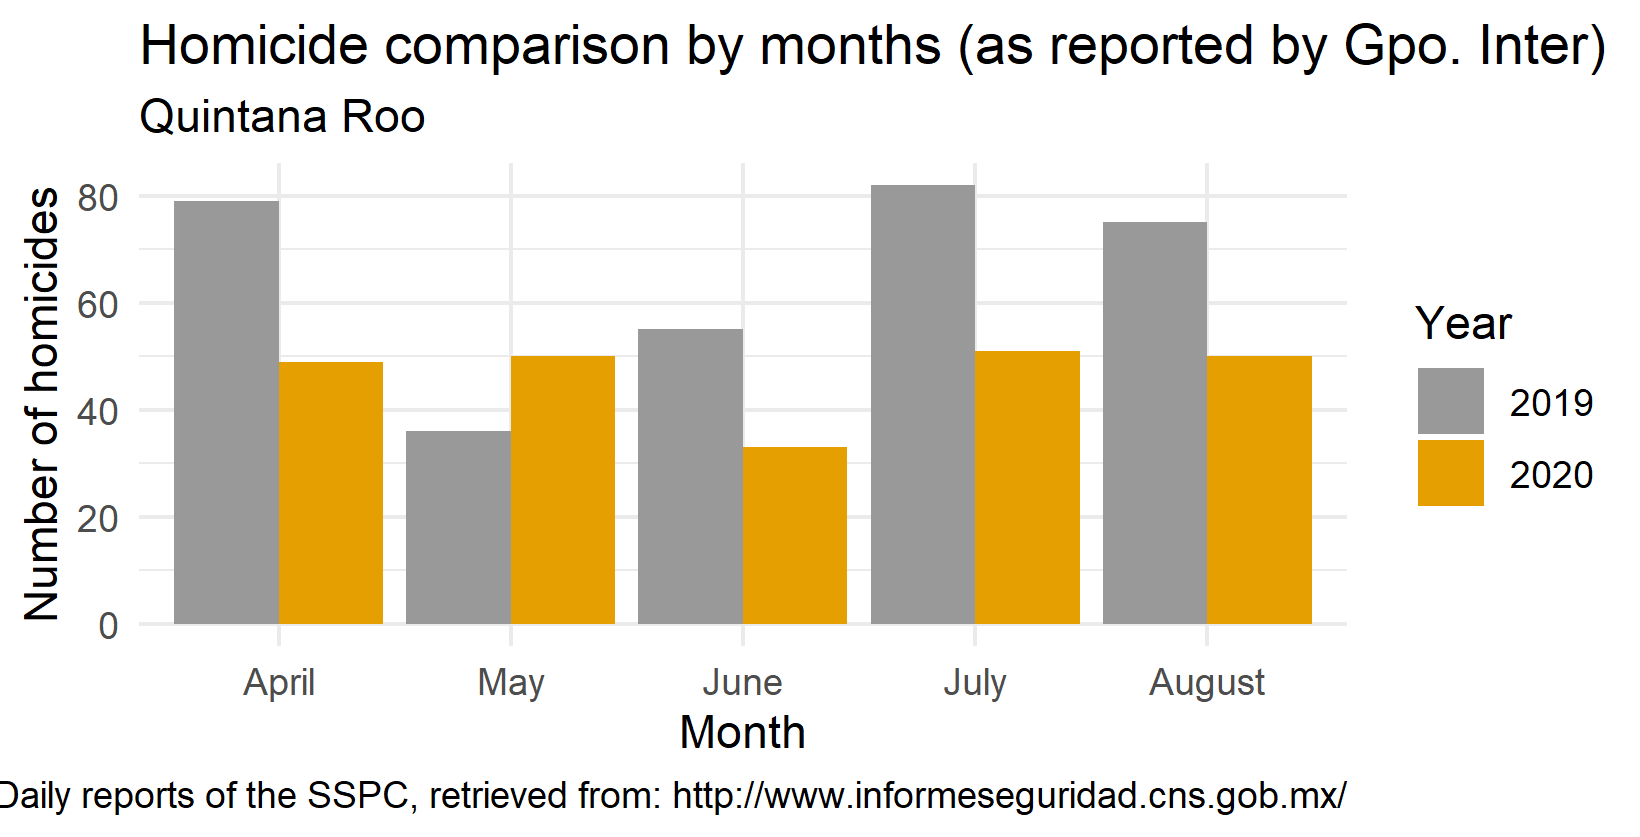 Homicide comparison by months (as reported by Gpo. Inter)
Quintana Roo
Number of homicides
80
60
40
20
0
April May June July August
Month
Year
2019
2020
Daily reports of the SSPC, retrieved from: http://www.informeseguridad.cns.gob.mx/